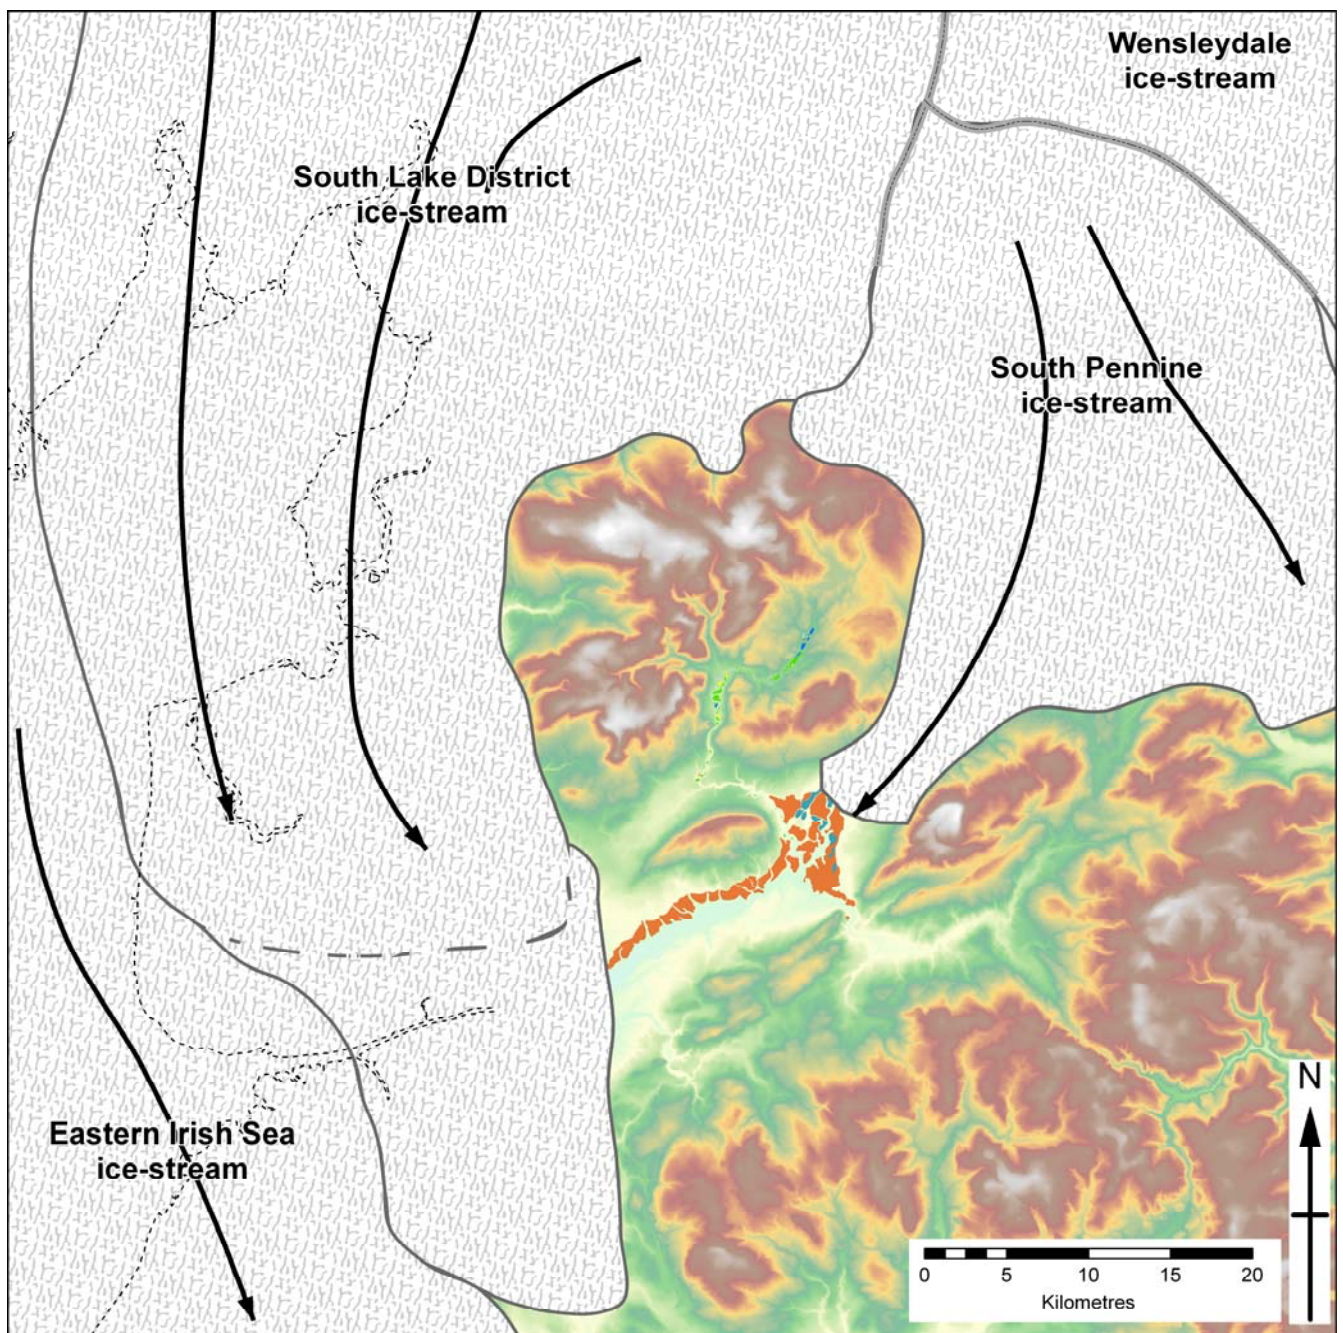 Wensleydale
ice-stream
South Lake District
ice-stream
South Pennine
ice-stream
Eastern Irish Sea
ice-stream
N
0 5 10 15 20
Kilometres